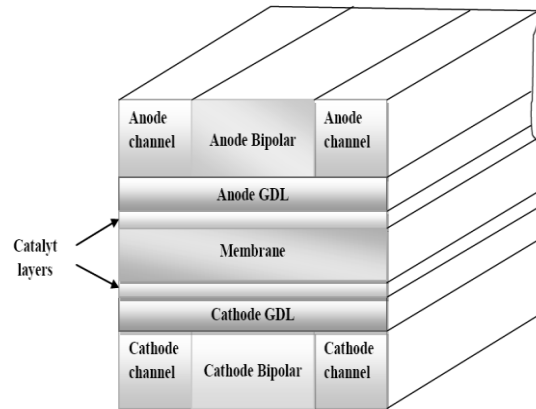 Anode
channel
Anode Bipolar
Anode
channel
Anode GDL
Catalyt
layers
Membrane
Cathode GDL
Cathode
channel
Cathode Bipolar
Cathode
channel